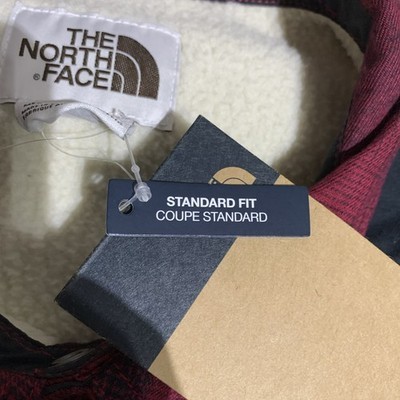 THE
NORTH
FACE
STANDARD FIT
COUPE STANDARD